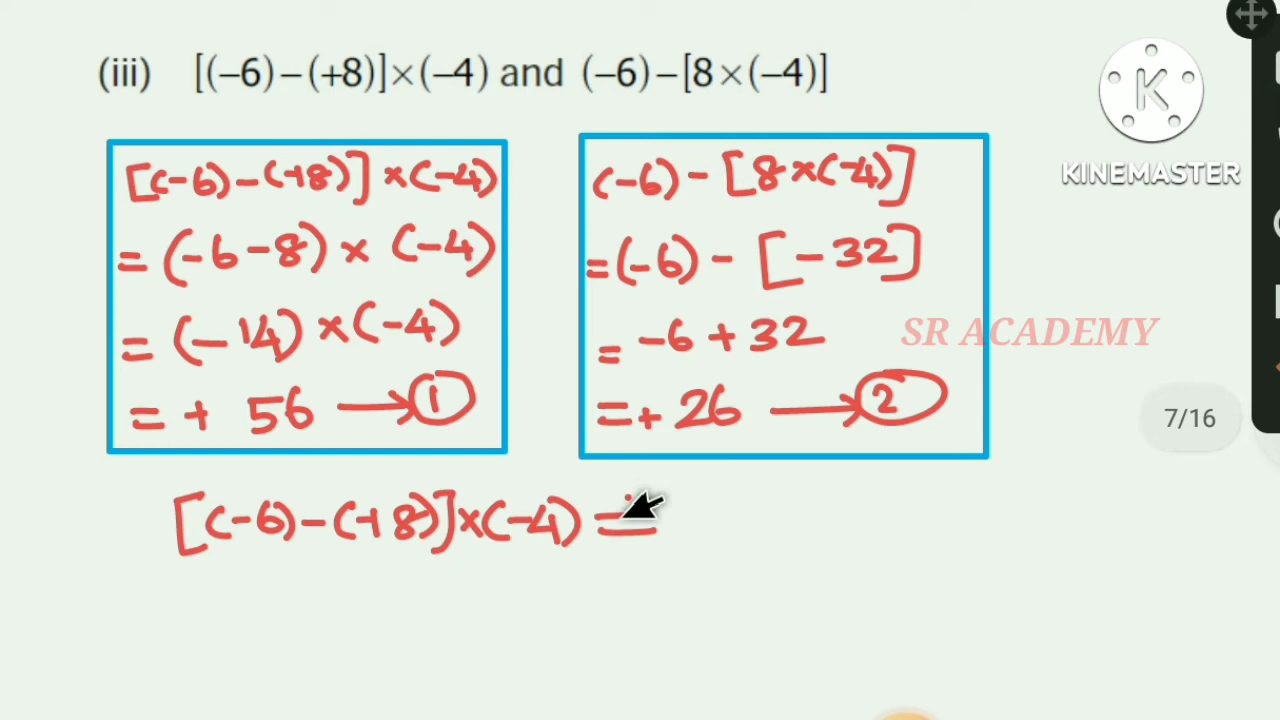 (iii) [(–6)–(+8)]×(–4) and (–6)–[8×(–4)]
[(-6)-(+8)]×(-4)
=(-6-8)×(-4)
=(-14)×(-4)
=+56→①
(-6)-[8×(-4)]
=(-6)-[-32]
=-6+32
=+26→②
K
KINEMASTER
SR ACADEMY
7/16
[(-6)-(+8)]×(-4)=